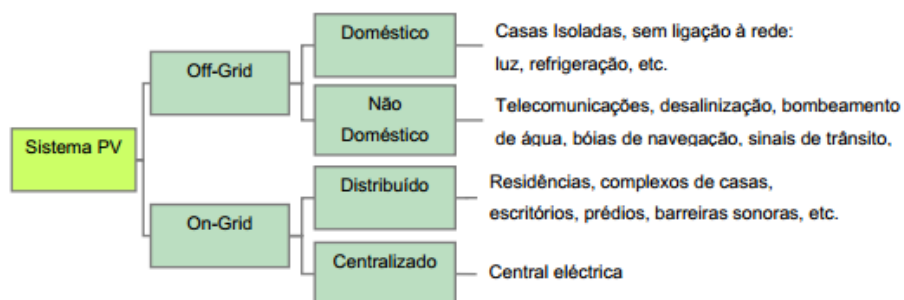 Sistema PV
Off-Grid
Doméstico
Casas Isoladas, sem ligação à rede:
luz, refrigeração, etc.
Não
Doméstico
Telecomunicações, desalinização, bombeamento
de água, bóias de navegação, sinais de trânsito,
On-Grid
Distribuído
Residências, complexos de casas,
escritórios, prédios, barreiras sonoras, etc.
Centralizado
Central eléctrica